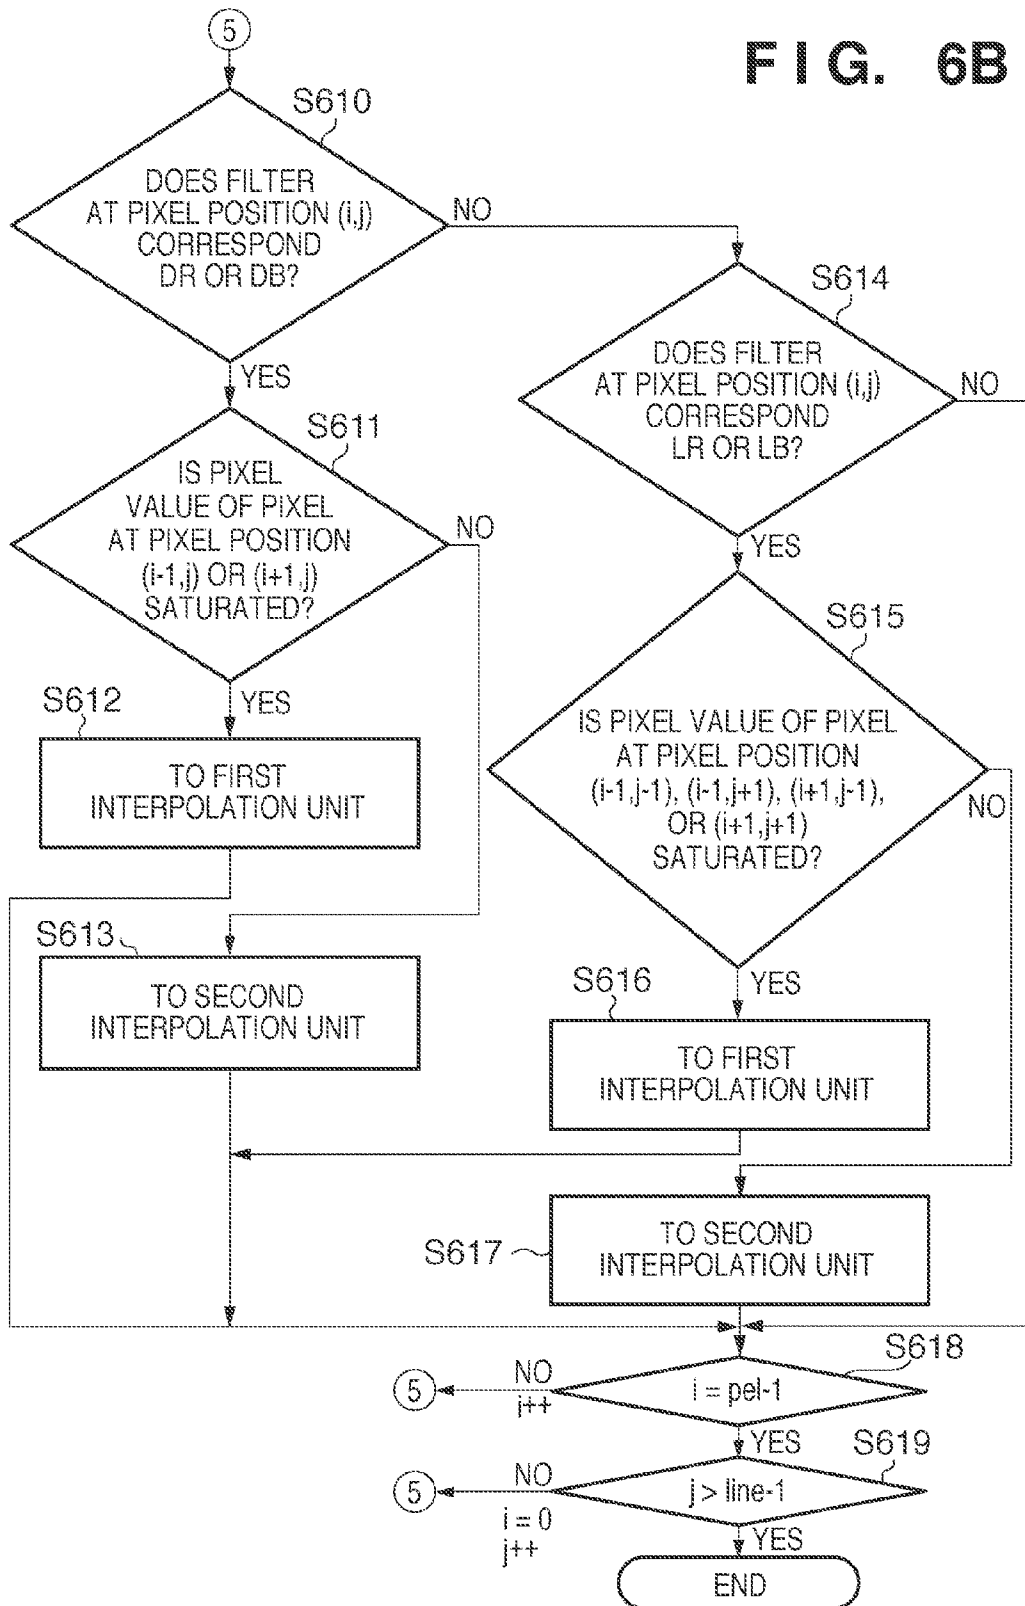 5
FIG. 6B
S610
DOES FILTER
AT PIXEL POSITION (i,j)
CORRESPOND
DR OR DB?
NO
YES
S614
DOES FILTER
AT PIXEL POSITION (i,j)
CORRESPOND
LR OR LB?
NO
YES
S611
IS PIXEL
VALUE OF PIXEL
AT PIXEL POSITION
(i-1,j) OR (i+1,j)
SATURATED?
NO
YES
S615
IS PIXEL VALUE OF PIXEL
AT PIXEL POSITION
(i-1,j-1), (i-1,j+1), (i+1,j-1),
OR (i+1,j+1)
SATURATED?
NO
YES
S612
TO FIRST
INTERPOLATION UNIT
S613
TO SECOND
INTERPOLATION UNIT
S616
TO FIRST
INTERPOLATION UNIT
S617
TO SECOND
INTERPOLATION UNIT
S618
i = pel-1
NO
5
YES
S619
j > line-1
NO
5
i = 0
j++
YES
END